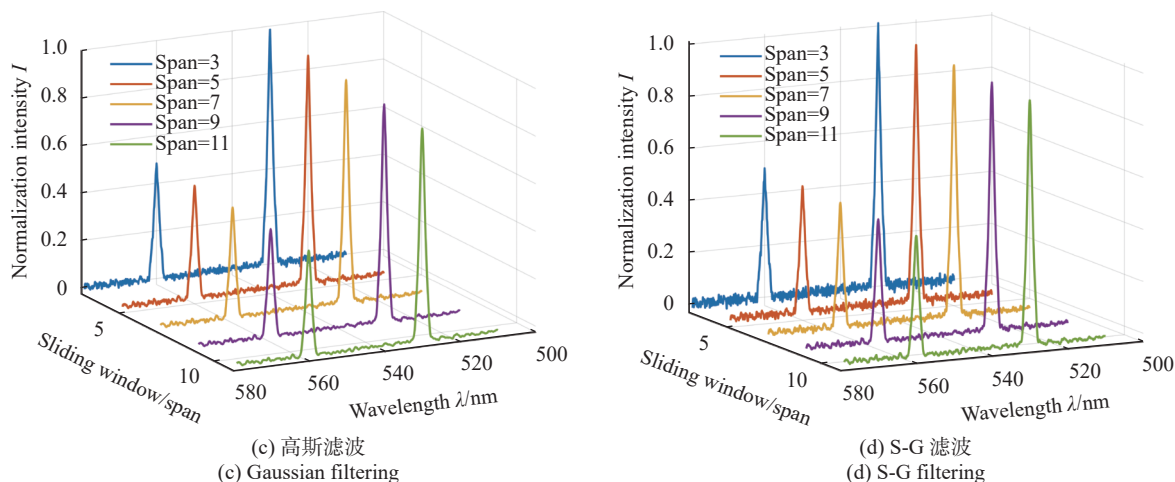 1.0
0.8
0.6
0.4
0.2
0
Normalization intensity I
Span=3
Span=5
Span=7
Span=9
Span=11
5
10
Sliding window/span
580
560
540
520
500
Wavelength λ/nm
(c) 高斯滤波
(c) Gaussian filtering
1.0
0.8
0.6
0.4
0.2
0
Normalization intensity I
Span=3
Span=5
Span=7
Span=9
Span=11
5
10
Sliding window/span
580
560
540
520
500
Wavelength λ/nm
(d) S-G 滤波
(d) S-G filtering